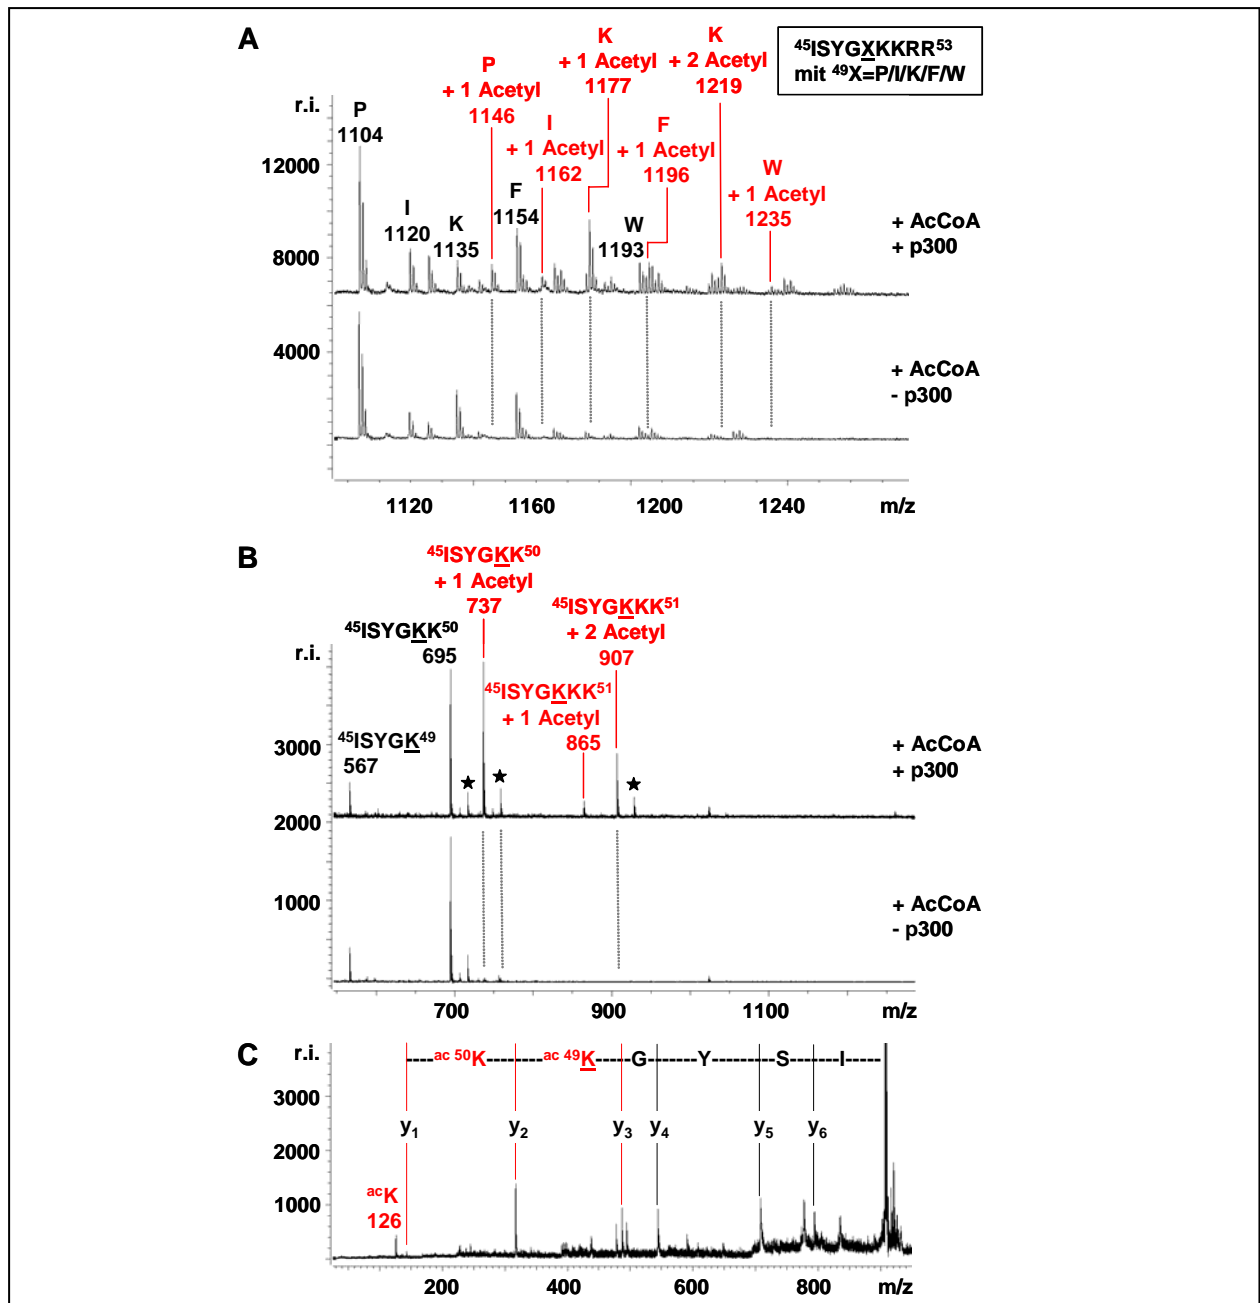 A
⁴⁵ISYGXKKRR⁵³
mit ⁴⁹X=P/I/K/F/W
r.i.
P
1104
I
1120
K
1135
P
+ 1 Acetyl
1146
F
1154
I
+ 1 Acetyl
1162
K
+ 1 Acetyl
1177
W
1193
F
+ 1 Acetyl
1196
K
+ 2 Acetyl
1219
W
+ 1 Acetyl
1235
12000
8000
4000
+ AcCoA
+ p300
+ AcCoA
- p300
1120 1160 1200 1240 m/z
B
r.i.
⁴⁵ISYGK⁴⁹
567
⁴⁵ISYGKK⁵⁰
695
⁴⁵ISYGKK⁵⁰
+ 1 Acetyl
737
⁴⁵ISYGKKK⁵¹
+ 1 Acetyl
865
⁴⁵ISYGKKK⁵¹
+ 2 Acetyl
907
★ ★ ★
3000
2000
1000
+ AcCoA
+ p300
+ AcCoA
- p300
700 900 1100 m/z
C
r.i.
ac 50K ac 49K G Y S I
y₁ y₂ y₃ y₄ y₅ y₆
acK
126
3000
2000
1000
200 400 600 800 m/z